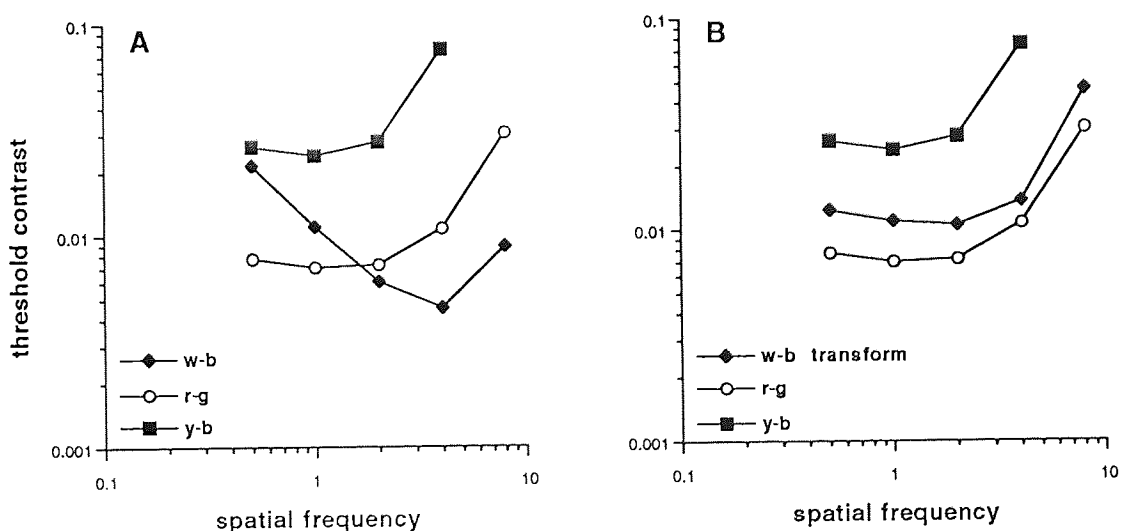 A
0.1
0.01
0.001
0.1
1
10
threshold contrast
spatial frequency
w-b
r-g
y-b
B
0.1
0.01
0.001
0.1
1
10
spatial frequency
w-b transform
r-g
y-b